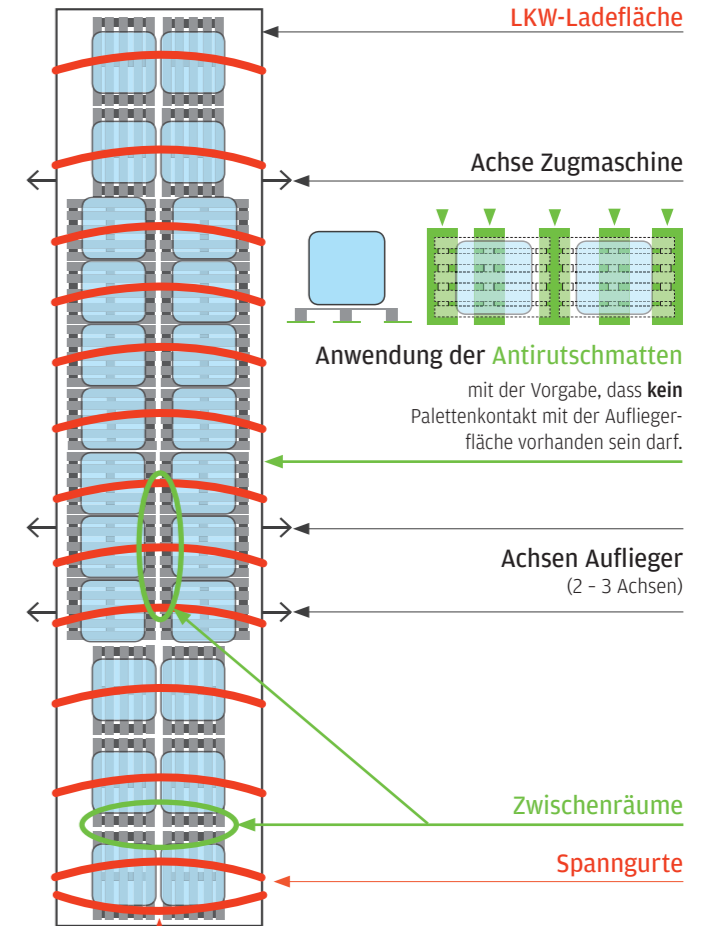 LKW-Ladefläche
Achse Zugmaschine
Anwendung der Antirutschmatten
mit der Vorgabe, dass kein
Palettenkontakt mit der Auflieger-
fläche vorhanden sein darf.
Achsen Auflieger
(2 – 3 Achsen)
Zwischenräume
Spanngurte